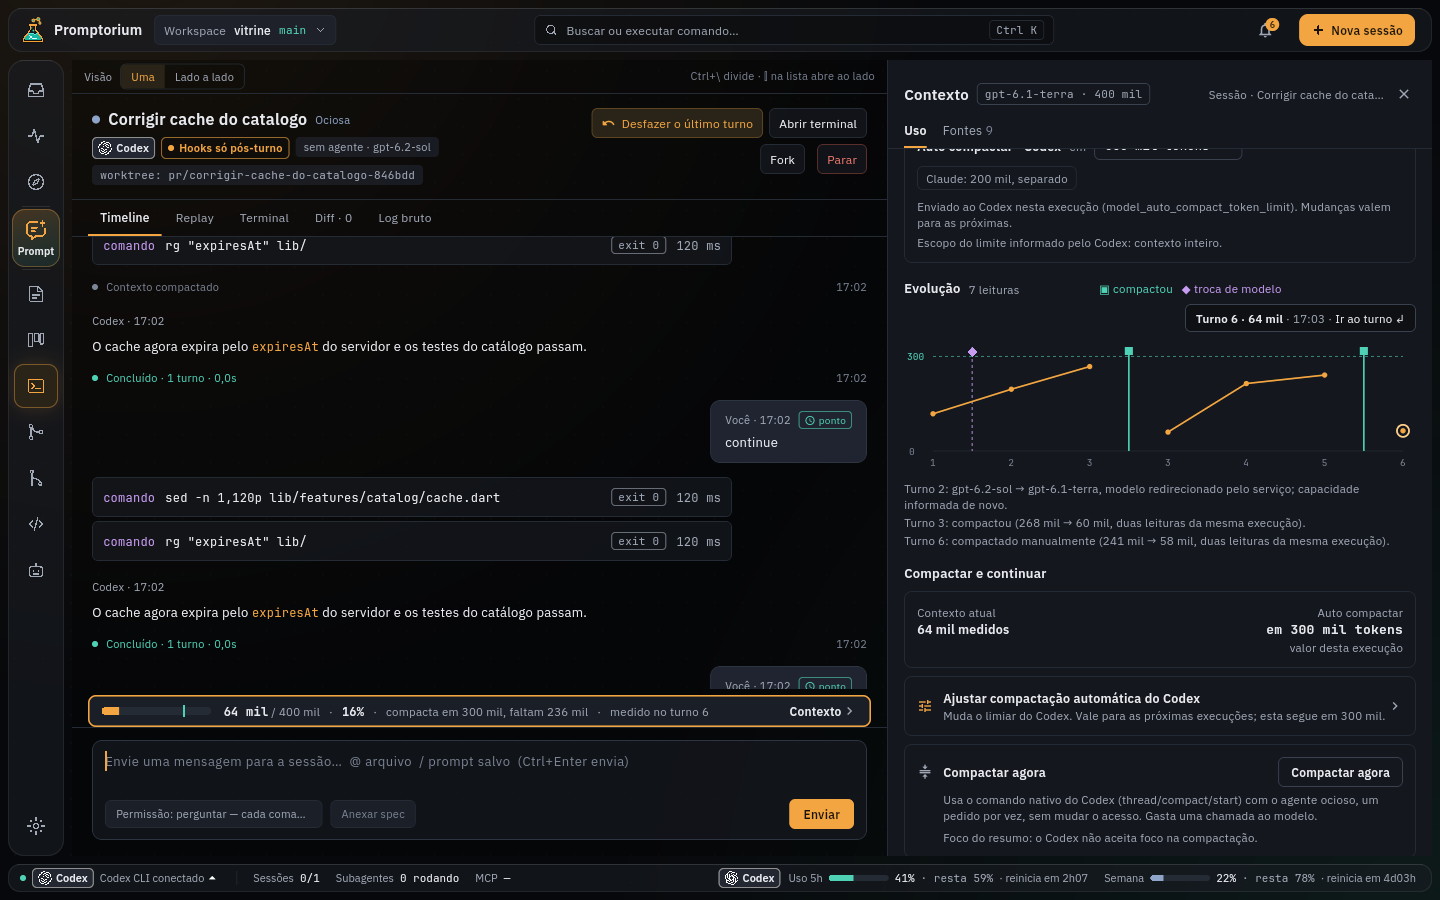 Promptorium
Workspace vitrine main
Buscar ou executar comando...
Ctrl K
6
+ Nova sessão
Prompt
Visão Uma Lado a lado
Ctrl+\ divide · ⫿ na lista abre ao lado
Corrigir cache do catalogo Ociosa
Codex
Hooks só pós-turno
sem agente · gpt-6.2-sol
worktree: pr/corrigir-cache-do-catalogo-846bdd
Desfazer o último turno
Abrir terminal
Fork
Parar
Timeline Replay Terminal Diff · 0 Log bruto
comando rg "expiresAt" lib/ exit 0 120 ms
Contexto compactado 17:02
Codex · 17:02
O cache agora expira pelo expiresAt do servidor e os testes do catálogo passam.
Concluído · 1 turno · 0,0s 17:02
Você · 17:02 ponto
continue
comando sed -n 1,120p lib/features/catalog/cache.dart exit 0 120 ms
comando rg "expiresAt" lib/ exit 0 120 ms
Codex · 17:02
O cache agora expira pelo expiresAt do servidor e os testes do catálogo passam.
Concluído · 1 turno · 0,0s 17:02
Você · 17:02 ponto
64 mil / 400 mil · 16% · compacta em 300 mil, faltam 236 mil · medido no turno 6 Contexto >
Envie uma mensagem para a sessão... @ arquivo / prompt salvo (Ctrl+Enter envia)
Permissão: perguntar — cada coma...
Anexar spec
Enviar
Contexto gpt-6.1-terra · 400 mil
Sessão · Corrigir cache do cata...
Uso Fontes 9
Claude: 200 mil, separado
Enviado ao Codex nesta execução (model_auto_compact_token_limit). Mudanças valem
para as próximas.
Escopo do limite informado pelo Codex: contexto inteiro.
Evolução 7 leituras
compactou troca de modelo
Turno 6 · 64 mil · 17:03 · Ir ao turno ↲
300
0
1 2 3 3 4 5 6
Turno 2: gpt-6.2-sol → gpt-6.1-terra, modelo redirecionado pelo serviço; capacidade
informada de novo.
Turno 3: compactou (268 mil → 60 mil, duas leituras da mesma execução).
Turno 6: compactado manualmente (241 mil → 58 mil, duas leituras da mesma execução).
Compactar e continuar
Contexto atual Auto compactar
64 mil medidos em 300 mil tokens
valor desta execução
Ajustar compactação automática do Codex
Muda o limiar do Codex. Vale para as próximas execuções; esta segue em 300 mil.
Compactar agora
Compactar agora
Usa o comando nativo do Codex (thread/compact/start) com o agente ocioso, um
pedido por vez, sem mudar o acesso. Gasta uma chamada ao modelo.
Foco do resumo: o Codex não aceita foco na compactação.
Codex Codex CLI conectado Sessões 0/1 Subagentes 0 rodando MCP —
Codex Uso 5h 41% · resta 59% · reinicia em 2h07 Semana 22% · resta 78% · reinicia em 4d03h